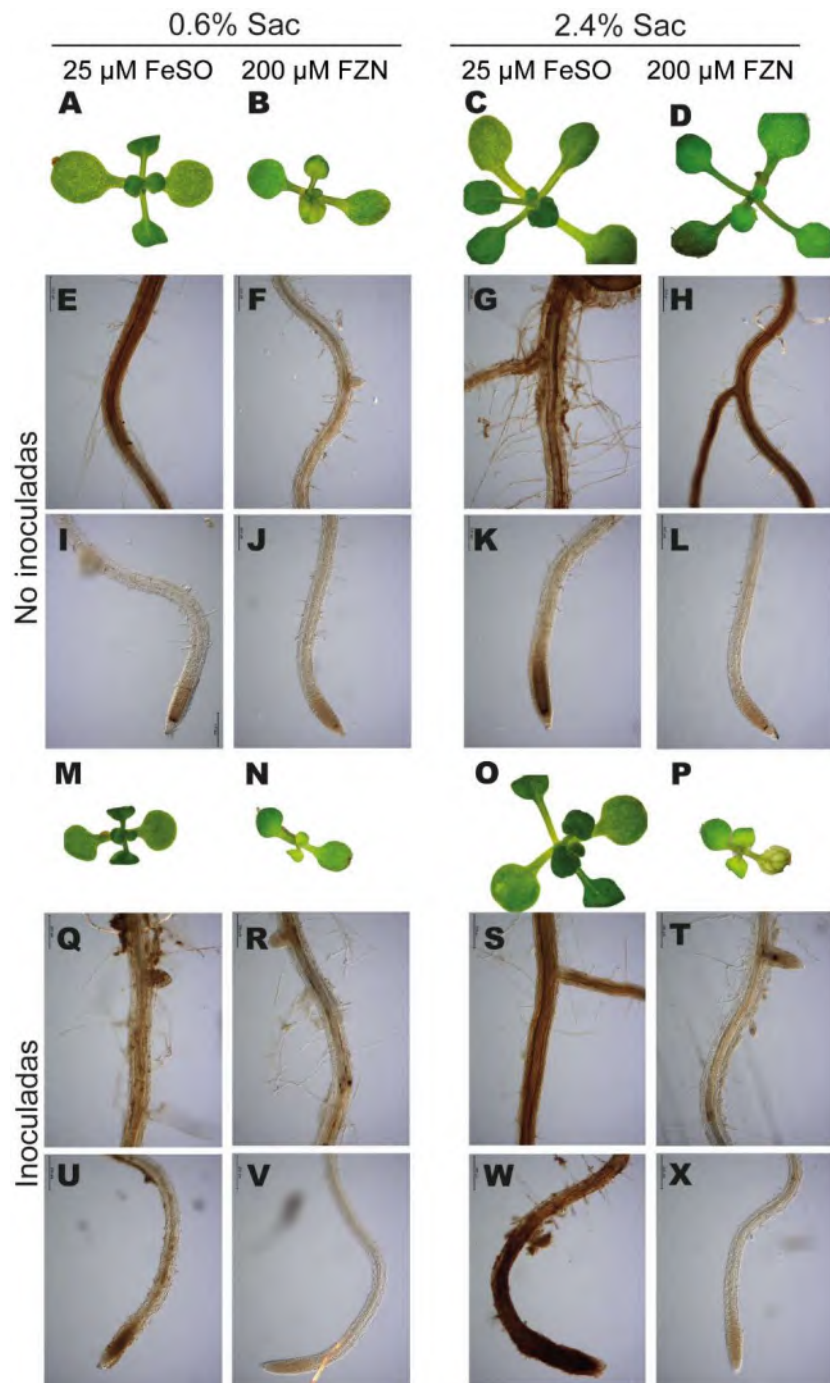 0.6% Sac 2.4% Sac
25 µM FeSO 200 µM FZN 25 µM FeSO 200 µM FZN
A B C D
E F G H
No inoculadas
I J K L
M N O P
Q R S T
Inoculadas
U V W X